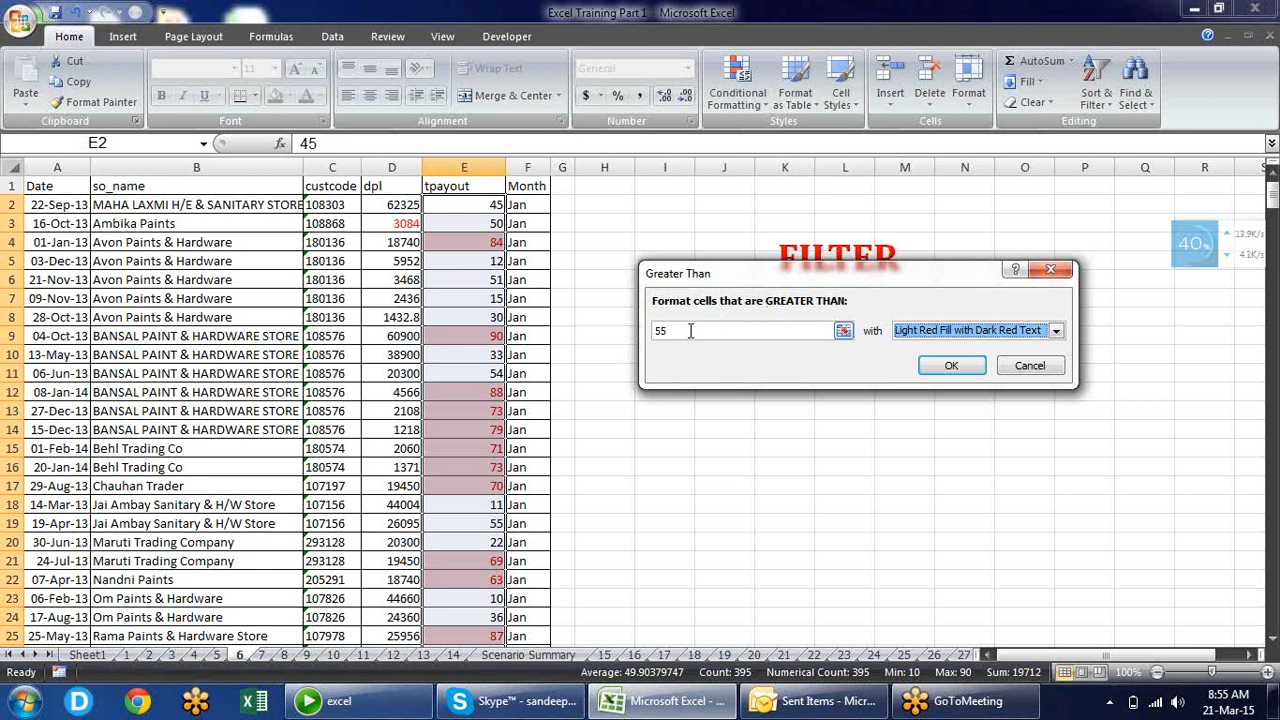 Excel Training Part 1 - Microsoft Excel
Home Insert Page Layout Formulas Data Review View Developer
Cut
Copy
Format Painter
Paste
Clipboard
11
Font
Wrap Text
Merge & Center
Alignment
General
Number
Conditional Formatting
Format as Table
Cell Styles
Styles
Insert Delete Format
Cells
AutoSum
Fill
Clear
Sort & Filter
Find & Select
Editing
E2 fx 45
A B C D E F G H I J K L M N O P Q R S
1 Date so_name custcode dpl tpayout Month
2 22-Sep-13 MAHA LAXMI H/E & SANITARY STORE 108303 62325 45 Jan
3 16-Oct-13 Ambika Paints 108868 3084 50 Jan
4 01-Jan-13 Avon Paints & Hardware 180136 18740 84 Jan
5 06-Dec-13 Avon Paints & Hardware 180136 5952 12 Jan
6 21-Nov-13 Avon Paints & Hardware 180136 3468 51 Jan
7 09-Nov-13 Avon Paints & Hardware 180136 2436 15 Jan
8 28-Oct-13 Avon Paints & Hardware 180136 1432.8 30 Jan
9 04-Oct-13 BANSAL PAINT & HARDWARE STORE 108576 60900 90 Jan
10 13-May-13 BANSAL PAINT & HARDWARE STORE 108576 38900 33 Jan
11 06-Jun-13 BANSAL PAINT & HARDWARE STORE 108576 20300 54 Jan
12 08-Jan-14 BANSAL PAINT & HARDWARE STORE 108576 4566 88 Jan
13 27-Dec-13 BANSAL PAINT & HARDWARE STORE 108576 2108 73 Jan
14 15-Dec-13 BANSAL PAINT & HARDWARE STORE 108576 1218 79 Jan
15 01-Feb-14 Behl Trading Co 180574 2060 71 Jan
16 20-Jan-14 Behl Trading Co 180574 1371 73 Jan
17 29-Aug-13 Chauhan Trader 107197 19450 70 Jan
18 14-Mar-13 Jai Ambay Sanitary & H/W Store 107156 44004 11 Jan
19 19-Apr-13 Jai Ambay Sanitary & H/W Store 107156 26095 55 Jan
20 30-Jun-13 Maruti Trading Company 293128 20300 22 Jan
21 24-Jul-13 Maruti Trading Company 293128 19450 69 Jan
22 07-Apr-13 Nandni Paints 205291 18740 63 Jan
23 06-Feb-13 Om Paints & Hardware 107826 44660 10 Jan
24 17-Aug-13 Om Paints & Hardware 107826 24360 36 Jan
25 25-May-13 Rama Paints & Hardware Store 107978 25956 87 Jan
FILTER
40%
13.9K/s
4.1K/s
Greater Than
Format cells that are GREATER THAN:
55 with Light Red Fill with Dark Red Text
OK Cancel
Sheet1 1 2 3 4 5 6 7 8 9 10 11 12 13 14 15 Scenario Summary 16 17 18 19 20 21 22 23 24 25 26 27
Ready Average: 49.90379747 Count: 395 Numerical Count: 395 Min: 10 Max: 90 Sum: 19712 100%
excel
Skype™ - sandeep...
Microsoft Excel - ...
Sent Items - Micr...
GoToMeeting
8:55 AM
21-Mar-15